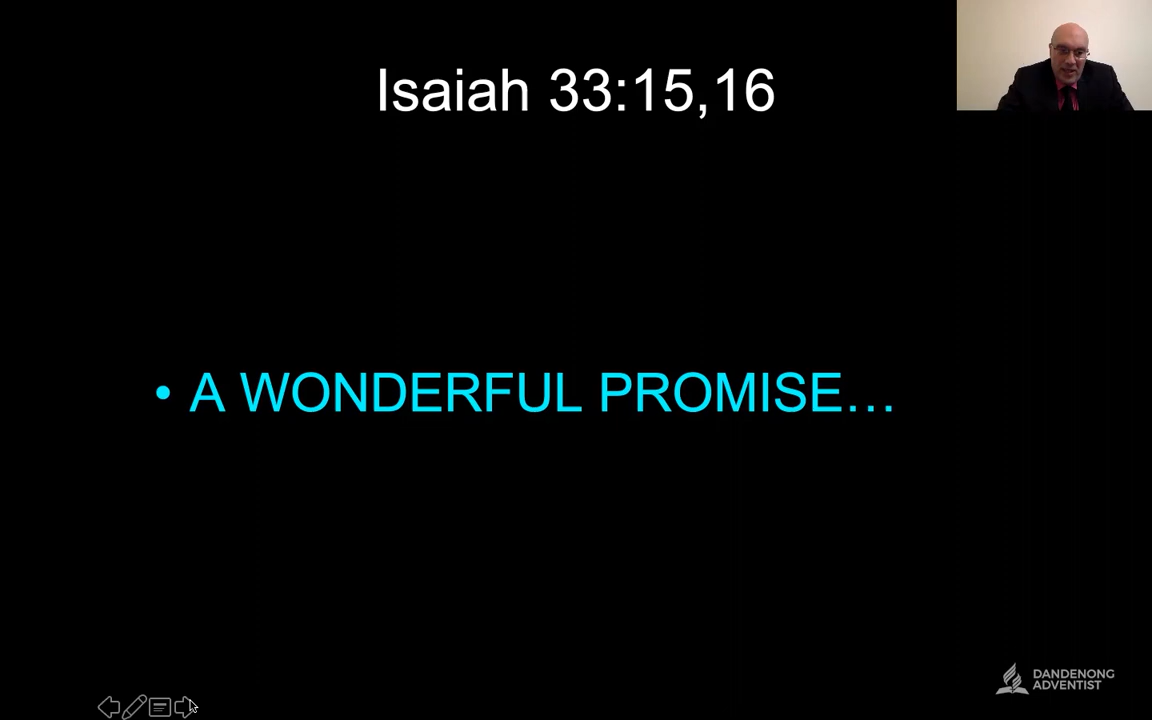 Isaiah 33:15,16
• A WONDERFUL PROMISE…
DANDENONG
ADVENTIST